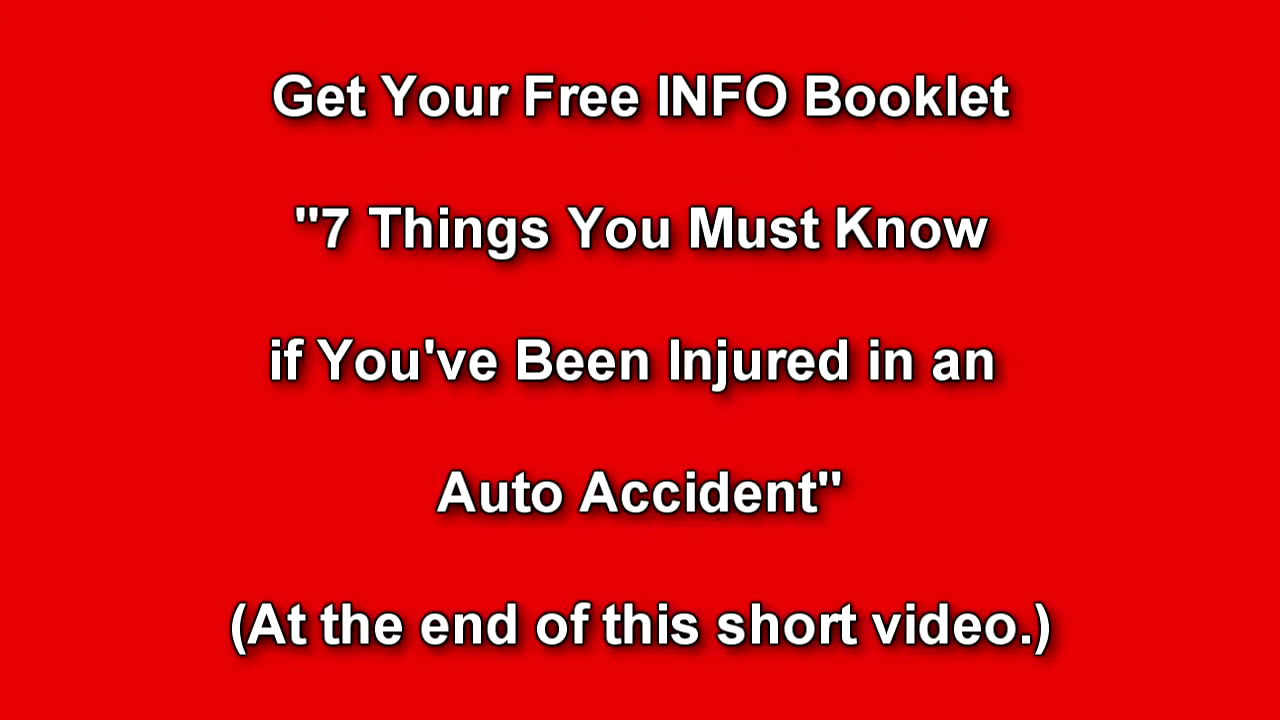 Get Your Free INFO Booklet
"7 Things You Must Know
if You've Been Injured in an
Auto Accident"
(At the end of this short video.)